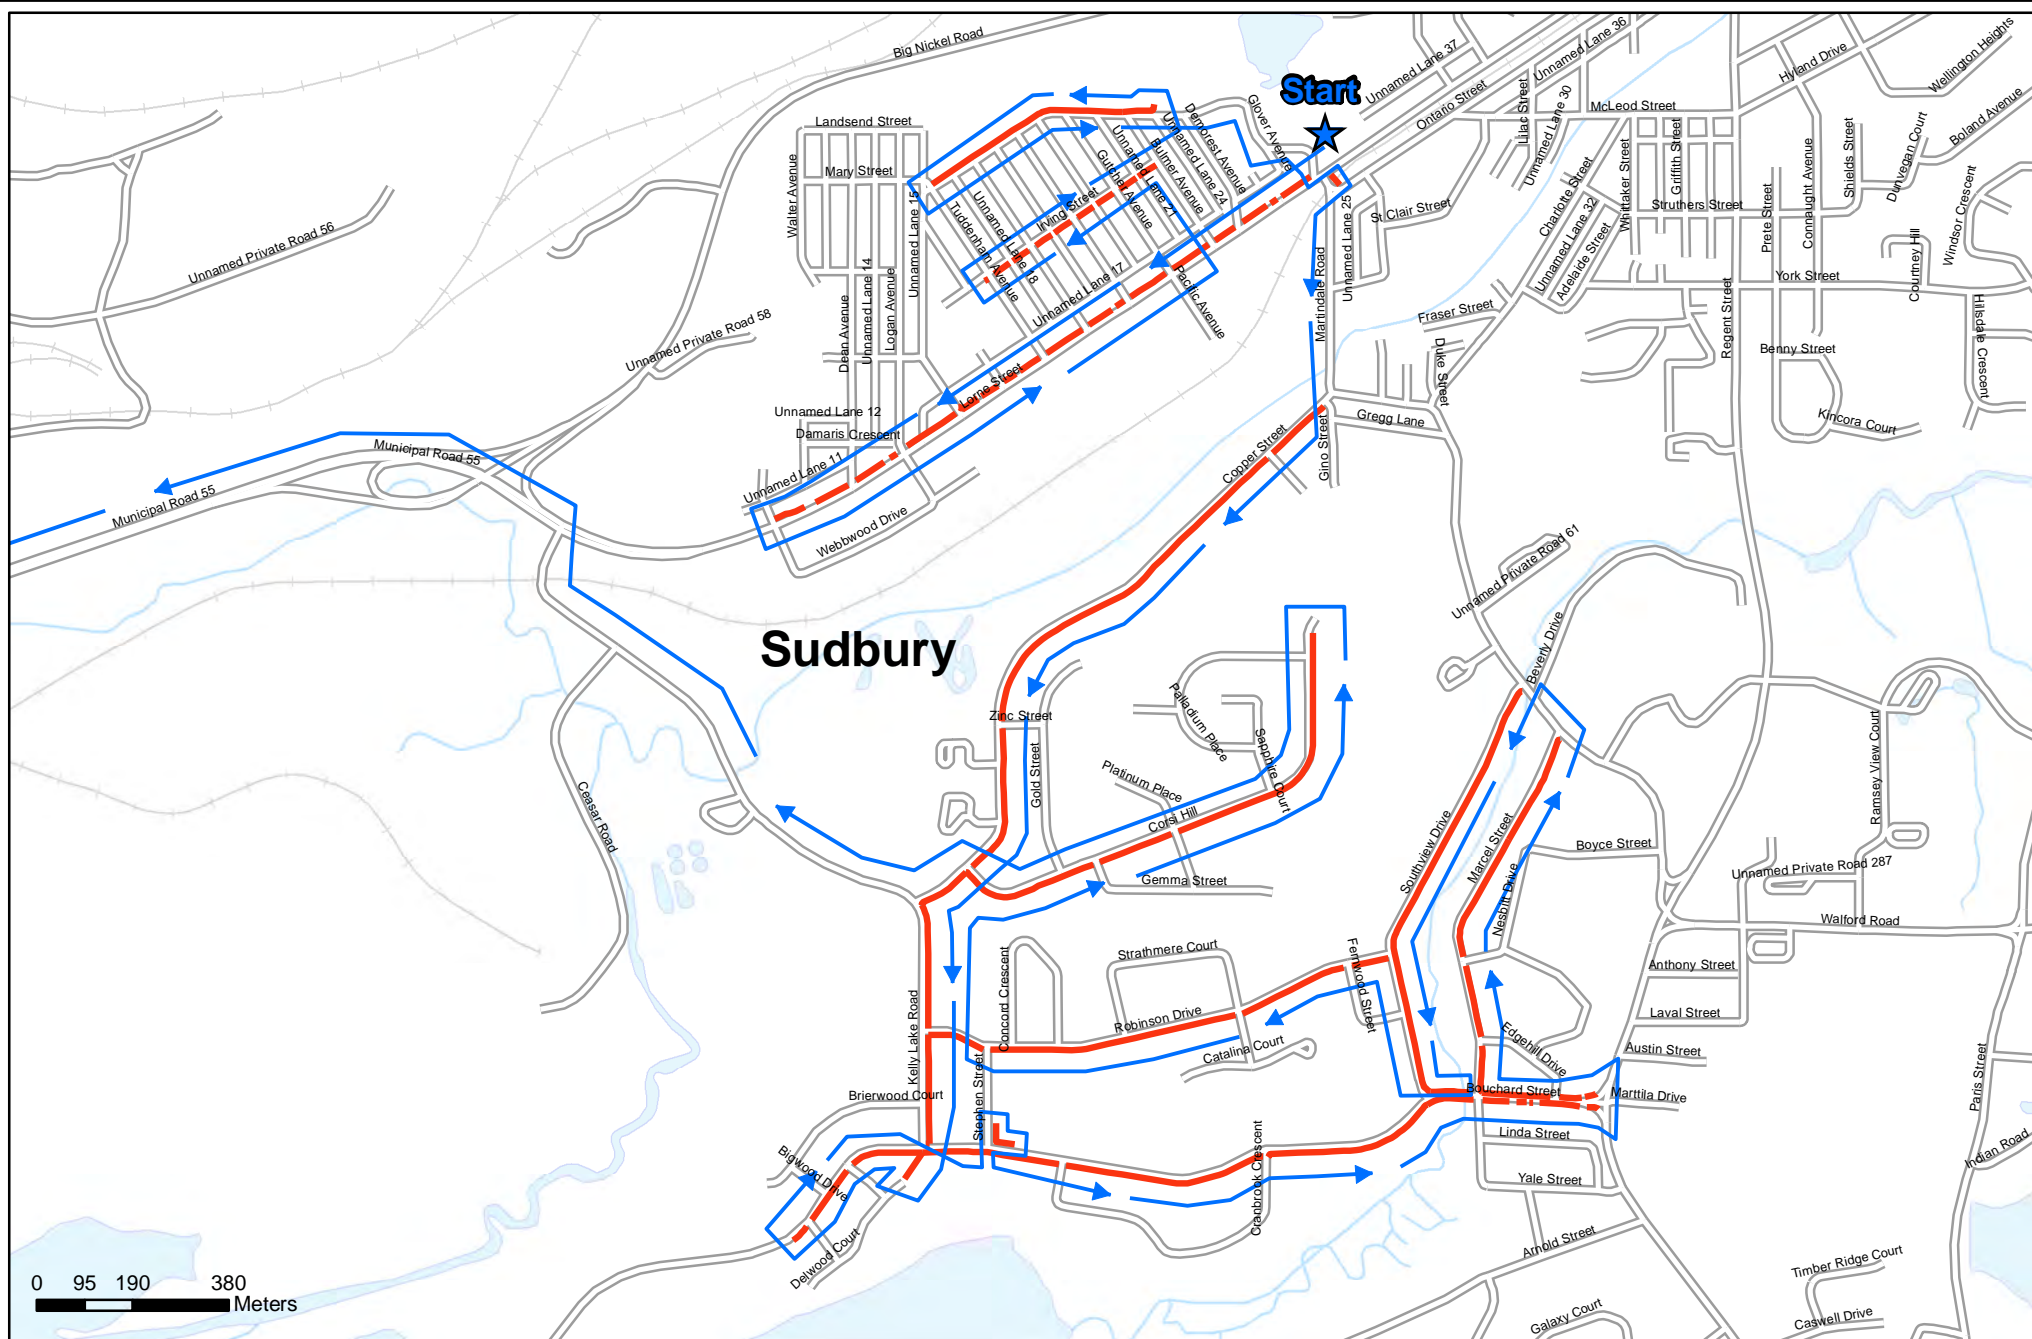 Big Nickel Road
Unnamed Lane 37
Unnamed Lane 36
Hyland Drive
Wellington Heights
Start
Glover Avenue
Ontario Street
Lilac Street
Unnamed Lane 30
McLeod Street
Boland Avenue
Landsend Street
Demorest Avenue
Unnamed Lane 24
Bulmer Avenue
Unnamed Lane 21
Gutcher Avenue
Griffith Street
Whittaker Street
Connaught Avenue
Shields Street
Dunvegan Court
Mary Street
Walter Avenue
Unnamed Lane 15
Tuddenham Avenue
Unnamed Lane 18
Irving Street
St Clair Street
Charlotte Street
Unnamed Lane 32
Adelaide Street
Struthers Street
Prete Street
Windsor Crescent
Courtney Hill
Unnamed Private Road 56
Unnamed Lane 14
Logan Avenue
Dean Avenue
Unnamed Lane 17
Pacific Avenue
Martindale Road
Unnamed Lane 25
York Street
Hillsdale Crescent
Unnamed Private Road 58
Fraser Street
Regent Street
Duke Street
Benny Street
Lorne Street
Unnamed Lane 12
Damaris Crescent
Gregg Lane
Kincora Court
Gino Street
Copper Street
Municipal Road 55
Municipal Road 55
Unnamed Lane 11
Webbwood Drive
Unnamed Private Road 61
Beverly Drive
Sudbury
Zinc Street
Palladium Place
Sapphire Court
Gold Street
Platinum Place
Corsi Hill
Ramsey View Court
Ceasar Road
Southview Drive
Marcel Street
Nesbitt Drive
Boyce Street
Unnamed Private Road 287
Gemma Street
Walford Road
Strathmere Court
Fernwood Street
Anthony Street
Concord Crescent
Kelly Lake Road
Robinson Drive
Laval Street
Catalina Court
Edgehill Drive
Austin Street
Stephen Street
Brierwood Court
Bouchard Street
Marttila Drive
Paris Street
Linda Street
Indian Road
Bigwood Drive
Cranbrook Crescent
Yale Street
Arnold Street
Delwood Court
Timber Ridge Court
Galaxy Court
Caswell Drive
0 95 190 380
Meters